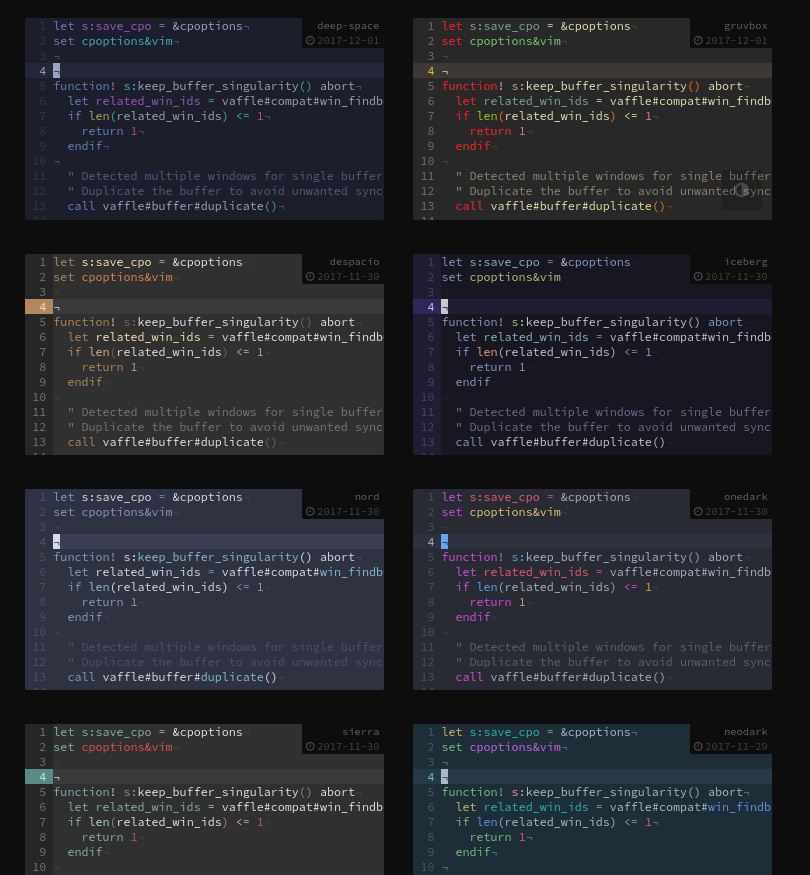 deep-space
2017-12-01
1 let s:save_cpo = &cpoptions¬
2 set cpoptions&vim¬
3 ¬
4 ¬
5 function! s:keep_buffer_singularity() abort¬
6 let related_win_ids = vaffle#compat#win_findb
7 if len(related_win_ids) <= 1¬
8 return 1¬
9 endif¬
10 ¬
11 " Detected multiple windows for single buffer
12 " Duplicate the buffer to avoid unwanted sync
13 call vaffle#buffer#duplicate()¬
gruvbox
2017-12-01
1 let s:save_cpo = &cpoptions¬
2 set cpoptions&vim¬
3 ¬
4 ¬
5 function! s:keep_buffer_singularity() abort¬
6 let related_win_ids = vaffle#compat#win_findb
7 if len(related_win_ids) <= 1¬
8 return 1¬
9 endif¬
10 ¬
11 " Detected multiple windows for single buffer
12 " Duplicate the buffer to avoid unwanted sync
13 call vaffle#buffer#duplicate()¬
despacio
2017-11-30
1 let s:save_cpo = &cpoptions¬
2 set cpoptions&vim¬
3 ¬
4 ¬
5 function! s:keep_buffer_singularity() abort¬
6 let related_win_ids = vaffle#compat#win_findb
7 if len(related_win_ids) <= 1¬
8 return 1¬
9 endif¬
10 ¬
11 " Detected multiple windows for single buffer
12 " Duplicate the buffer to avoid unwanted sync
13 call vaffle#buffer#duplicate()¬
iceberg
2017-11-30
1 let s:save_cpo = &cpoptions¬
2 set cpoptions&vim¬
3 ¬
4 ¬
5 function! s:keep_buffer_singularity() abort¬
6 let related_win_ids = vaffle#compat#win_findb
7 if len(related_win_ids) <= 1¬
8 return 1¬
9 endif¬
10 ¬
11 " Detected multiple windows for single buffer
12 " Duplicate the buffer to avoid unwanted sync
13 call vaffle#buffer#duplicate()¬
nord
2017-11-30
1 let s:save_cpo = &cpoptions¬
2 set cpoptions&vim¬
3 ¬
4 ¬
5 function! s:keep_buffer_singularity() abort¬
6 let related_win_ids = vaffle#compat#win_findb
7 if len(related_win_ids) <= 1¬
8 return 1¬
9 endif¬
10 ¬
11 " Detected multiple windows for single buffer
12 " Duplicate the buffer to avoid unwanted sync
13 call vaffle#buffer#duplicate()¬
onedark
2017-11-30
1 let s:save_cpo = &cpoptions¬
2 set cpoptions&vim¬
3 ¬
4 ¬
5 function! s:keep_buffer_singularity() abort¬
6 let related_win_ids = vaffle#compat#win_findb
7 if len(related_win_ids) <= 1¬
8 return 1¬
9 endif¬
10 ¬
11 " Detected multiple windows for single buffer
12 " Duplicate the buffer to avoid unwanted sync
13 call vaffle#buffer#duplicate()¬
sierra
2017-11-30
1 let s:save_cpo = &cpoptions¬
2 set cpoptions&vim¬
3 ¬
4 ¬
5 function! s:keep_buffer_singularity() abort¬
6 let related_win_ids = vaffle#compat#win_findb
7 if len(related_win_ids) <= 1¬
8 return 1¬
9 endif¬
10 ¬
neodark
2017-11-29
1 let s:save_cpo = &cpoptions¬
2 set cpoptions&vim¬
3 ¬
4 ¬
5 function! s:keep_buffer_singularity() abort¬
6 let related_win_ids = vaffle#compat#win_findb
7 if len(related_win_ids) <= 1¬
8 return 1¬
9 endif¬
10 ¬